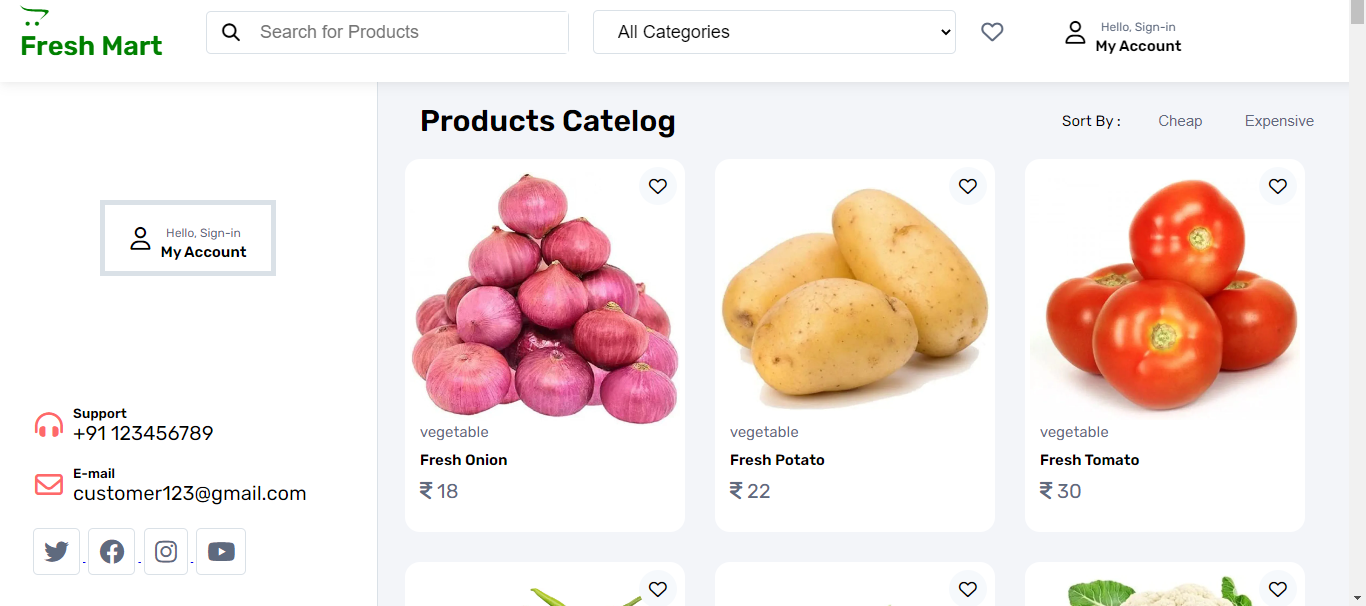 Fresh Mart
Search for Products
All Categories
Hello, Sign-in
My Account
Products Catelog
Sort By :
Cheap
Expensive
Hello, Sign-in
My Account
Support
+91 123456789
E-mail
customer123@gmail.com
vegetable
Fresh Onion
₹ 18
vegetable
Fresh Potato
₹ 22
vegetable
Fresh Tomato
₹ 30